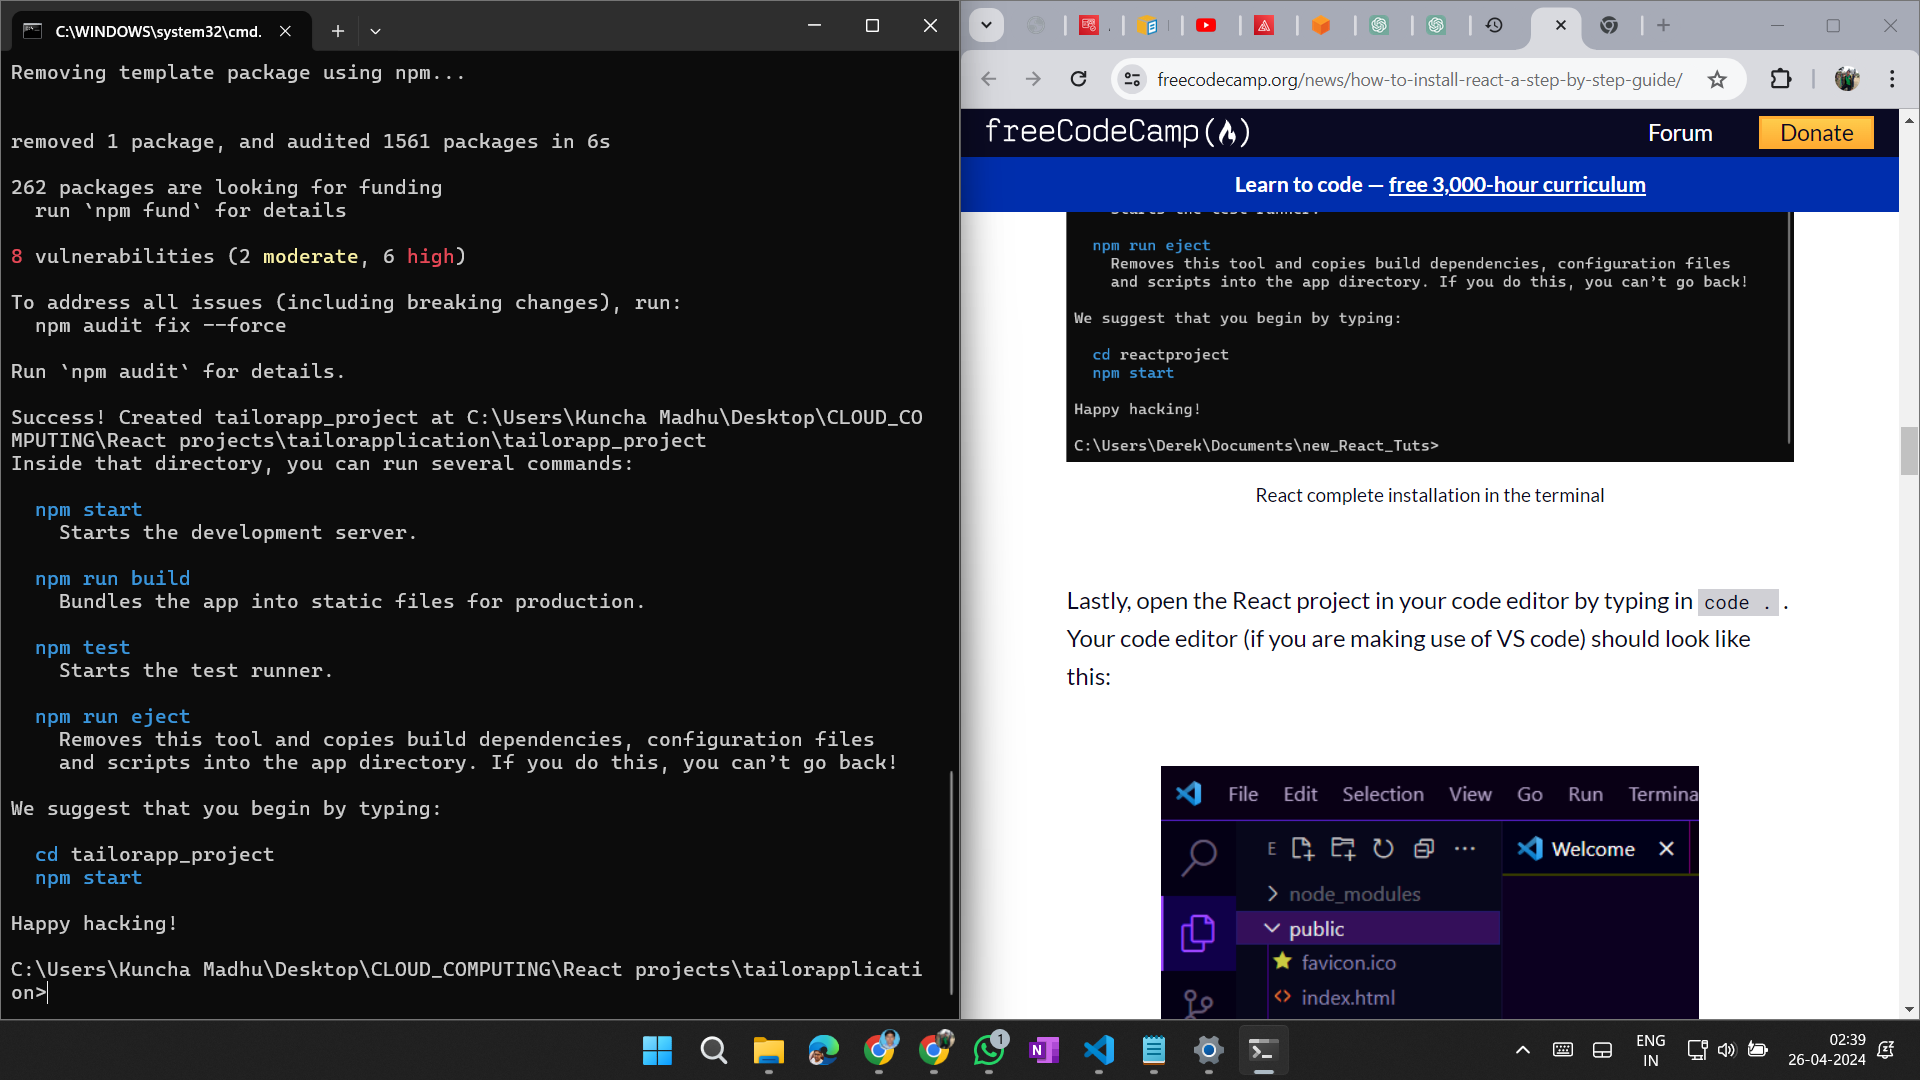 C:\WINDOWS\system32\cmd.
Removing template package using npm...
removed 1 package, and audited 1561 packages in 6s
262 packages are looking for funding
run `npm fund` for details
8 vulnerabilities (2 moderate, 6 high)
To address all issues (including breaking changes), run:
npm audit fix --force
Run `npm audit` for details.
Success! Created tailorapp_project at C:\Users\Kuncha Madhu\Desktop\CLOUD_CO
MPUTING\React projects\tailorapplication\tailorapp_project
Inside that directory, you can run several commands:
npm start
Starts the development server.
npm run build
Bundles the app into static files for production.
npm test
Starts the test runner.
npm run eject
Removes this tool and copies build dependencies, configuration files
and scripts into the app directory. If you do this, you can't go back!
We suggest that you begin by typing:
cd tailorapp_project
npm start
Happy hacking!
C:\Users\Kuncha Madhu\Desktop\CLOUD_COMPUTING\React projects\tailorapplicati
on>
freecodecamp.org/news/how-to-install-react-a-step-by-step-guide/
freeCodeCamp
Forum
Donate
Learn to code — free 3,000-hour curriculum
Starts the test runner.
npm run eject
Removes this tool and copies build dependencies, configuration files
and scripts into the app directory. If you do this, you can't go back!
We suggest that you begin by typing:
cd reactproject
npm start
Happy hacking!
C:\Users\Derek\Documents\new_React_Tuts>
React complete installation in the terminal
Lastly, open the React project in your code editor by typing in code . .
Your code editor (if you are making use of VS code) should look like
this:
File Edit Selection View Go Run Termina
E
Welcome
node_modules
public
favicon.ico
index.html
1
N
ENG
IN
02:39
26-04-2024